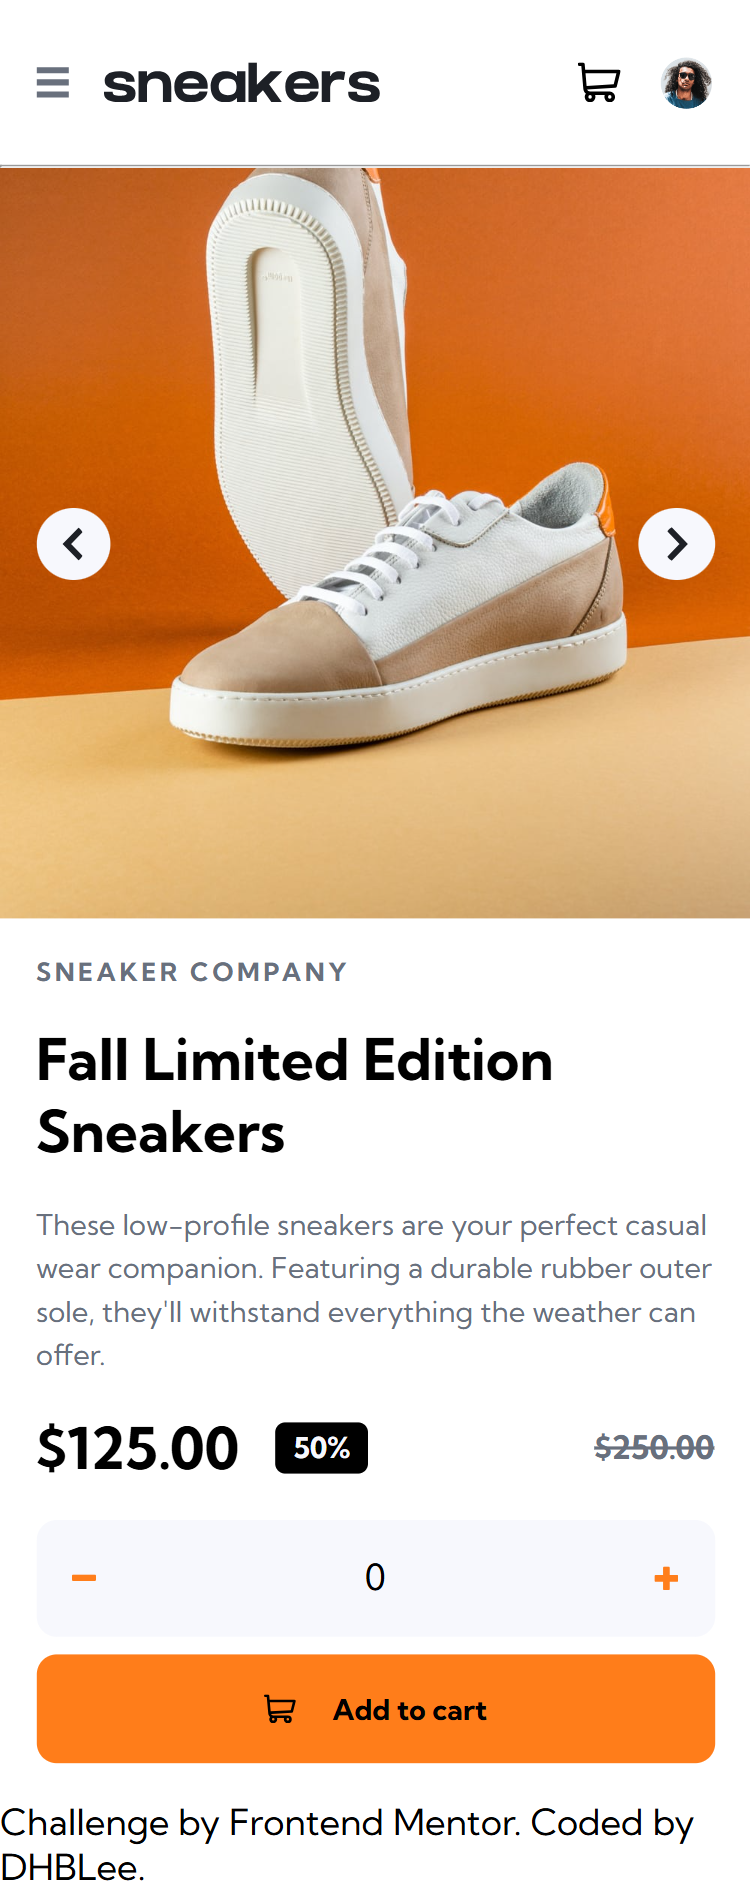 sneakers
SNEAKER COMPANY
Fall Limited Edition
Sneakers
These low-profile sneakers are your perfect casual
wear companion. Featuring a durable rubber outer
sole, they'll withstand everything the weather can
offer.
$125.00 50% $250.00
− 0 +
Add to cart
Challenge by Frontend Mentor. Coded by
DHBLee.